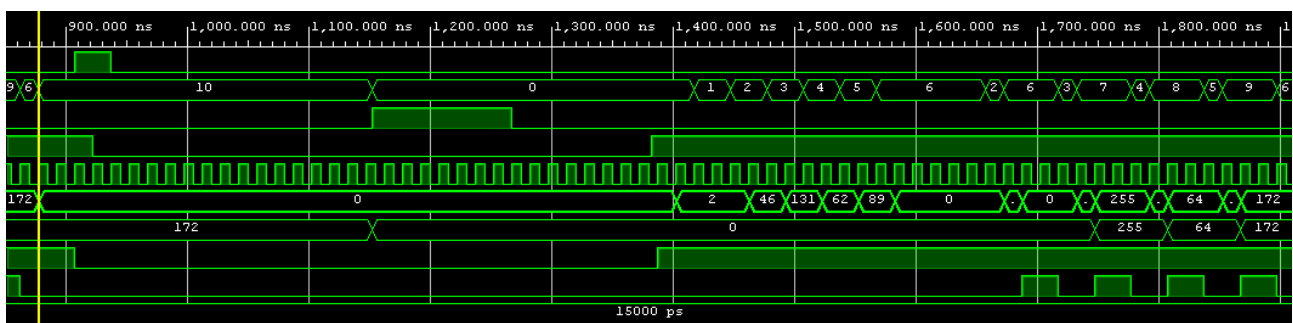 900.000 ns 1,000.000 ns 1,100.000 ns 1,200.000 ns 1,300.000 ns 1,400.000 ns 1,500.000 ns 1,600.000 ns 1,700.000 ns 1,800.000 ns 1
9 6 10 0 1 2 3 4 5 6 2 6 3 7 4 8 5 9 6
172 0 2 46 131 62 89 0 . 0 . 255 . 64 . 172
172 0 255 64 172
15000 ps